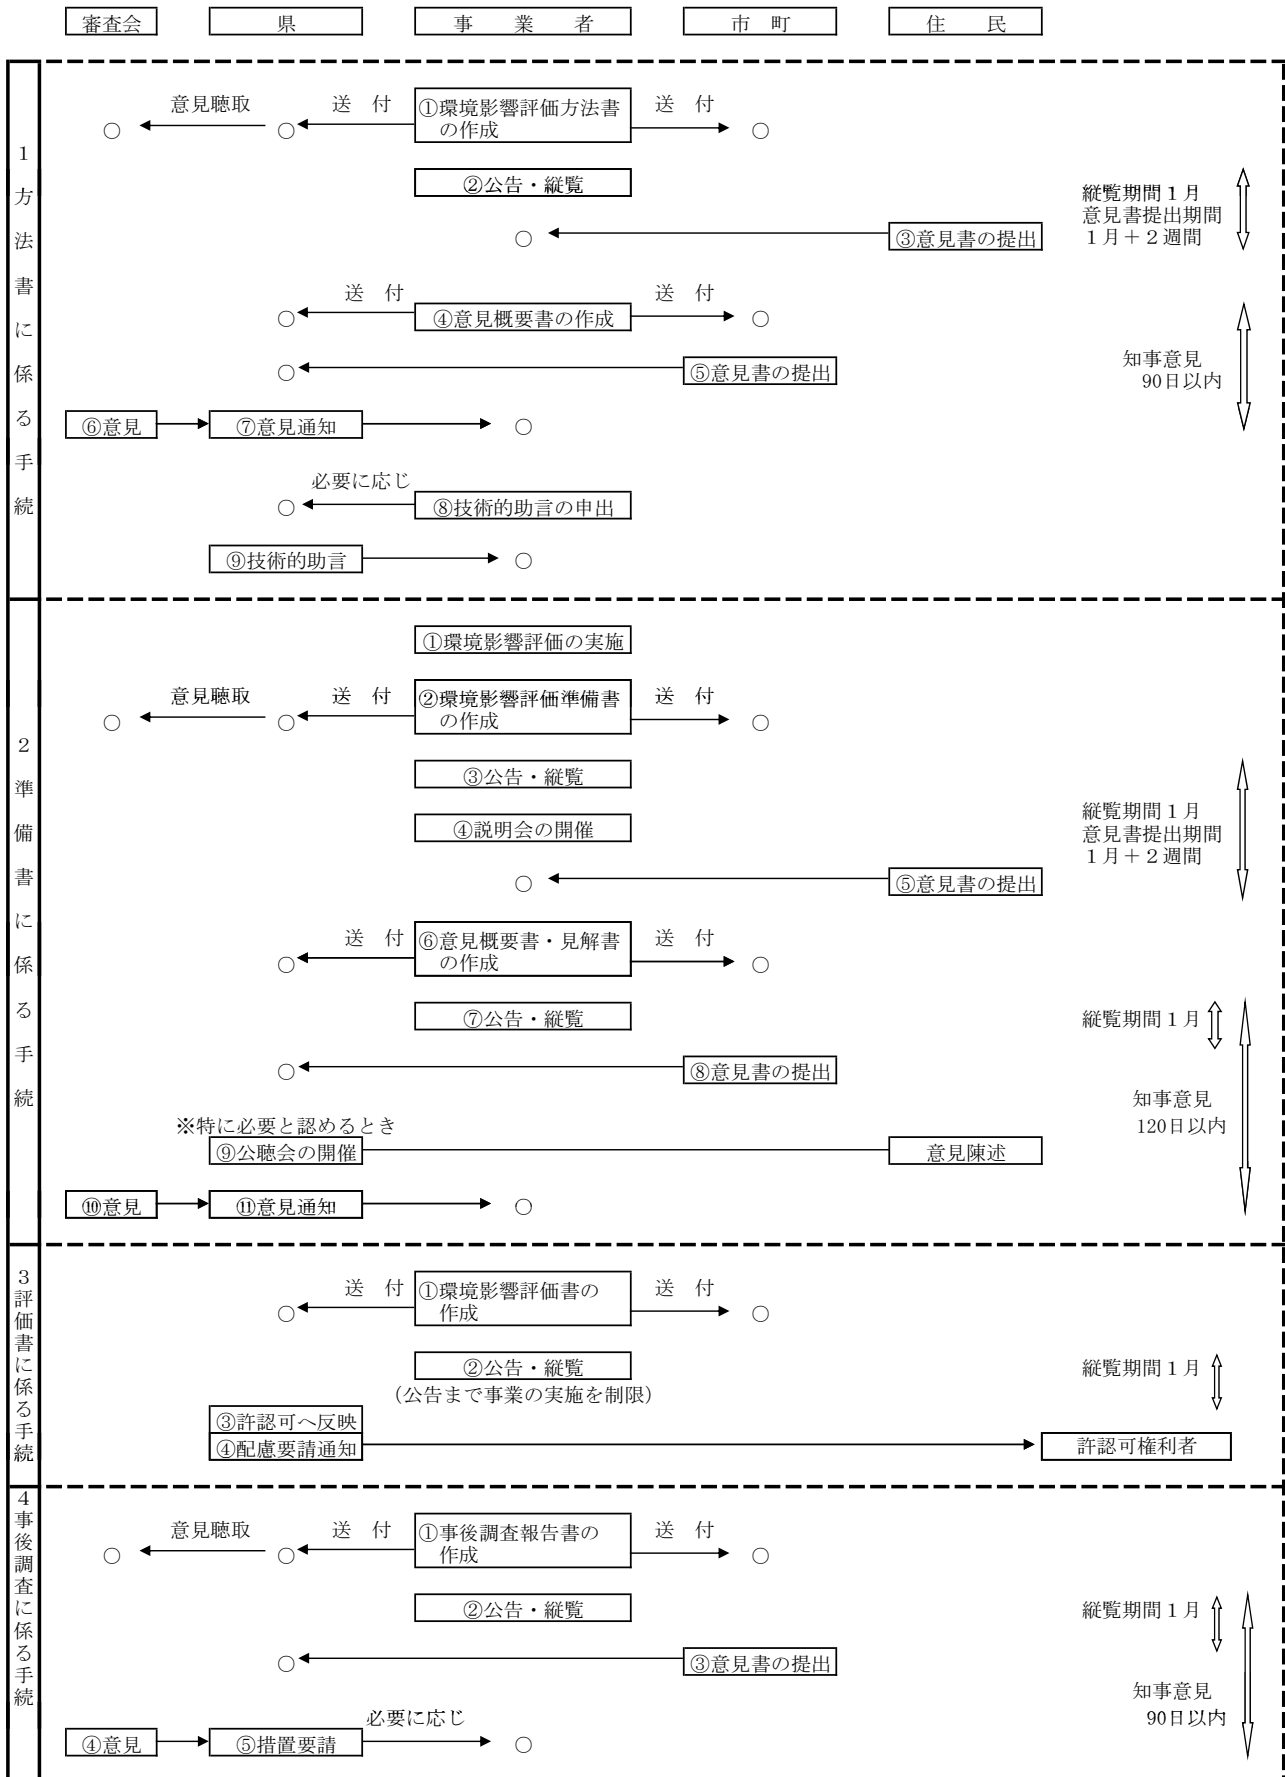 審査会　県　事　業　者　市　町　住　民
1方法書に係る手続
意見聴取　送　付　①環境影響評価方法書の作成　送　付
○　○　○
②公告・縦覧
縦覧期間１月
意見書提出期間
１月＋２週間
○　③意見書の提出
送　付　④意見概要書の作成　送　付
○　○
知事意見
90日以内
○　⑤意見書の提出
⑥意見　⑦意見通知　○
必要に応じ
○　⑧技術的助言の申出
⑨技術的助言　○
2準備書に係る手続
①環境影響評価の実施
意見聴取　送　付　②環境影響評価準備書の作成　送　付
○　○　○
③公告・縦覧
④説明会の開催
縦覧期間１月
意見書提出期間
１月＋２週間
○　⑤意見書の提出
送　付　⑥意見概要書・見解書の作成　送　付
○　○
⑦公告・縦覧　縦覧期間１月
○　⑧意見書の提出
知事意見
120日以内
※特に必要と認めるとき
⑨公聴会の開催　意見陳述
⑩意見　⑪意見通知　○
3評価書に係る手続
送　付　①環境影響評価書の作成　送　付
○　○
②公告・縦覧　縦覧期間１月
（公告まで事業の実施を制限）
③許認可へ反映
④配慮要請通知　許認可権利者
4事後調査に係る手続
意見聴取　送　付　①事後調査報告書の作成　送　付
○　○　○
②公告・縦覧　縦覧期間１月
○　③意見書の提出
知事意見
90日以内
必要に応じ
④意見　⑤措置要請　○